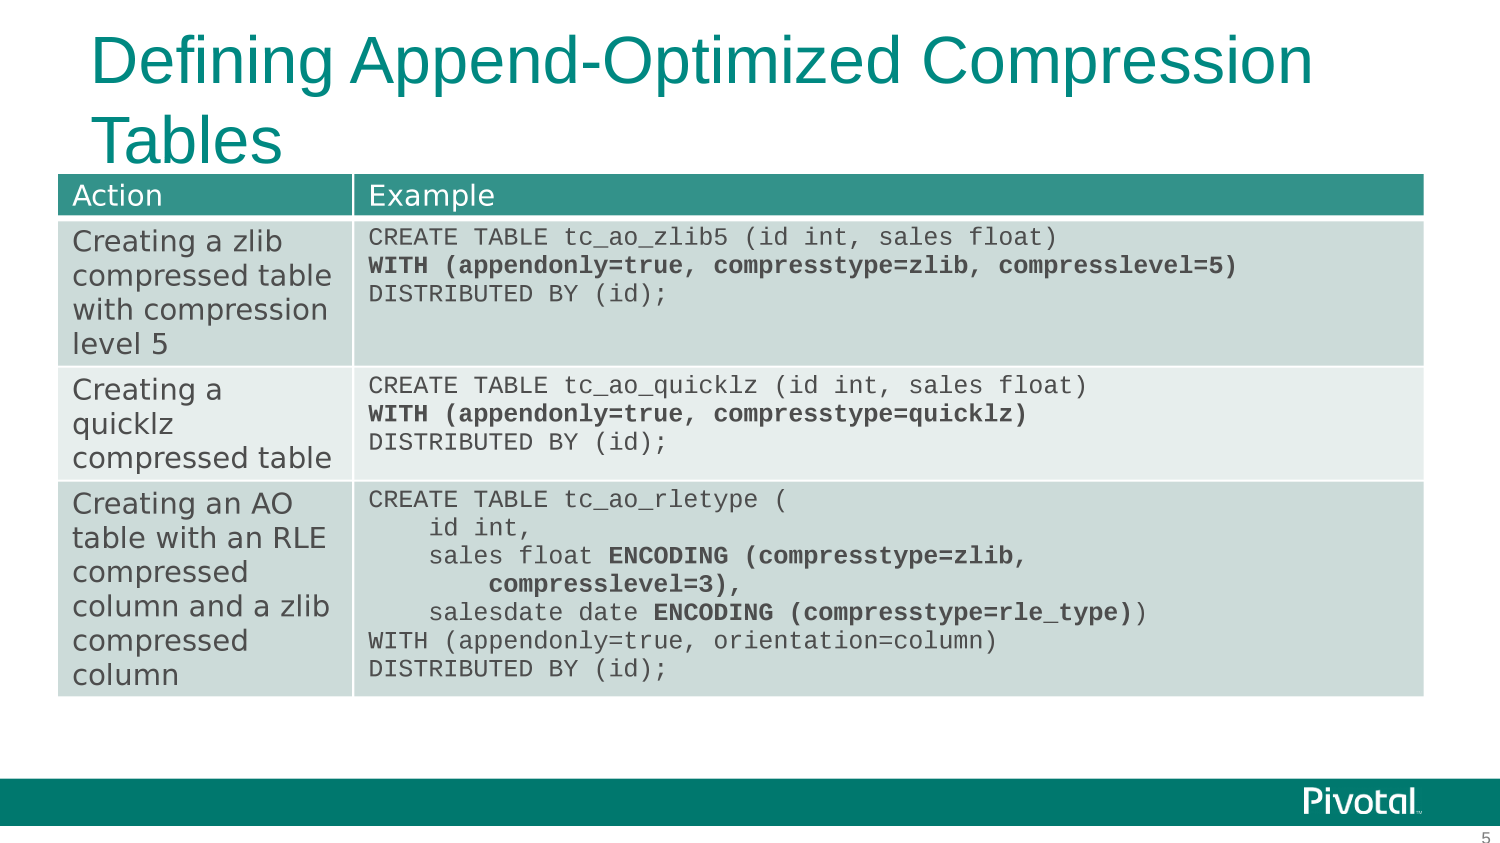 Defining Append-Optimized Compression
Tables
Action
Example
Creating a zlib
compressed table
with compression
level 5
CREATE TABLE tc_ao_zlib5 (id int, sales float)
WITH (appendonly=true, compresstype=zlib, compresslevel=5)
DISTRIBUTED BY (id);
Creating a
quicklz
compressed table
CREATE TABLE tc_ao_quicklz (id int, sales float)
WITH (appendonly=true, compresstype=quicklz)
DISTRIBUTED BY (id);
Creating an AO
table with an RLE
compressed
column and a zlib
compressed
column
CREATE TABLE tc_ao_rletype (
    id int,
    sales float ENCODING (compresstype=zlib,
        compresslevel=3),
    salesdate date ENCODING (compresstype=rle_type))
WITH (appendonly=true, orientation=column)
DISTRIBUTED BY (id);
Pivotal™
5